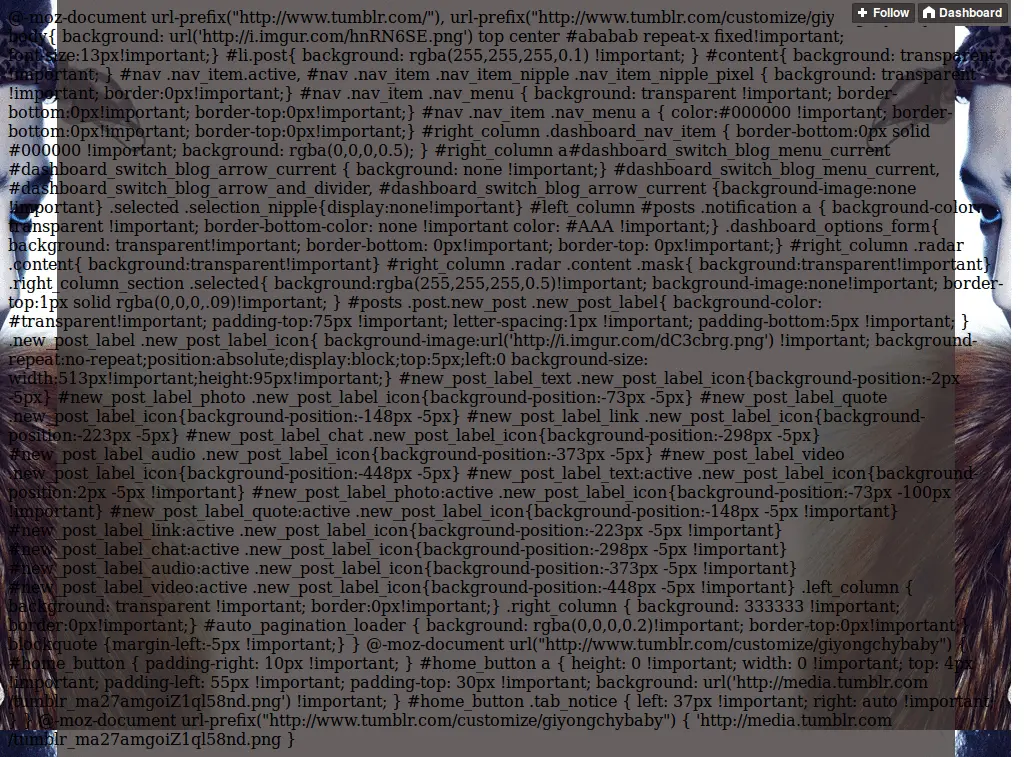 @-moz-document url-prefix("http://www.tumblr.com/"), url-prefix("http://www.tumblr.com/customize/giy
Follow
Dashboard
body{ background: url('http://i.imgur.com/hnRN6SE.png') top center #ababab repeat-x fixed!important;
font-size:13px!important;} #li.post{ background: rgba(255,255,255,0.1) !important; } #content{ background: transparent
!important; } #nav .nav_item.active, #nav .nav_item .nav_item_nipple .nav_item_nipple_pixel { background: transparent
!important; border:0px!important;} #nav .nav_item .nav_menu { background: transparent !important; border-
bottom:0px!important; border-top:0px!important;} #nav .nav_item .nav_menu a { color:#000000 !important; border-
bottom:0px!important; border-top:0px!important;} #right_column .dashboard_nav_item { border-bottom:0px solid
#000000 !important; background: rgba(0,0,0,0.5); } #right_column a#dashboard_switch_blog_menu_current
#dashboard_switch_blog_arrow_current { background: none !important;} #dashboard_switch_blog_menu_current,
#dashboard_switch_blog_arrow_and_divider, #dashboard_switch_blog_arrow_current {background-image:none
!important} .selected .selection_nipple{display:none!important} #left_column #posts .notification a { background-color:
transparent !important; border-bottom-color: none !important color: #AAA !important;} .dashboard_options_form{
background: transparent!important; border-bottom: 0px!important; border-top: 0px!important;} #right_column .radar
.content{ background:transparent!important} #right_column .radar .content .mask{ background:transparent!important}
.right_column_section .selected{ background:rgba(255,255,255,0.5)!important; background-image:none!important; border-
top:1px solid rgba(0,0,0,.09)!important; } #posts .post.new_post .new_post_label{ background-color:
#transparent!important; padding-top:75px !important; letter-spacing:1px !important; padding-bottom:5px !important; }
.new_post_label .new_post_label_icon{ background-image:url('http://i.imgur.com/dC3cbrg.png') !important; background-
repeat:no-repeat;position:absolute;display:block;top:5px;left:0 background-size:
width:513px!important;height:95px!important;} #new_post_label_text .new_post_label_icon{background-position:-2px
-5px} #new_post_label_photo .new_post_label_icon{background-position:-73px -5px} #new_post_label_quote
.new_post_label_icon{background-position:-148px -5px} #new_post_label_link .new_post_label_icon{background-
position:-223px -5px} #new_post_label_chat .new_post_label_icon{background-position:-298px -5px}
#new_post_label_audio .new_post_label_icon{background-position:-373px -5px} #new_post_label_video
.new_post_label_icon{background-position:-448px -5px} #new_post_label_text:active .new_post_label_icon{background-
position:2px -5px !important} #new_post_label_photo:active .new_post_label_icon{background-position:-73px -100px
!important} #new_post_label_quote:active .new_post_label_icon{background-position:-148px -5px !important}
#new_post_label_link:active .new_post_label_icon{background-position:-223px -5px !important}
#new_post_label_chat:active .new_post_label_icon{background-position:-298px -5px !important}
#new_post_label_audio:active .new_post_label_icon{background-position:-373px -5px !important}
#new_post_label_video:active .new_post_label_icon{background-position:-448px -5px !important} .left_column {
background: transparent !important; border:0px!important;} .right_column { background: 333333 !important;
border:0px!important;} #auto_pagination_loader { background: rgba(0,0,0,0.2)!important; border-top:0px!important;}
blockquote {margin-left:-5px !important;} } @-moz-document url("http://www.tumblr.com/customize/giyongchybaby") {
#home_button { padding-right: 10px !important; } #home_button a { height: 0 !important; width: 0 !important; top: 4px
!important; padding-left: 55px !important; padding-top: 30px !important; background: url('http://media.tumblr.com
/tumblr_ma27amgoiZ1ql58nd.png') !important; } #home_button .tab_notice { left: 37px !important; right: auto !important;
} } @-moz-document url-prefix("http://www.tumblr.com/customize/giyongchybaby") { 'http://media.tumblr.com
/tumblr_ma27amgoiZ1ql58nd.png }